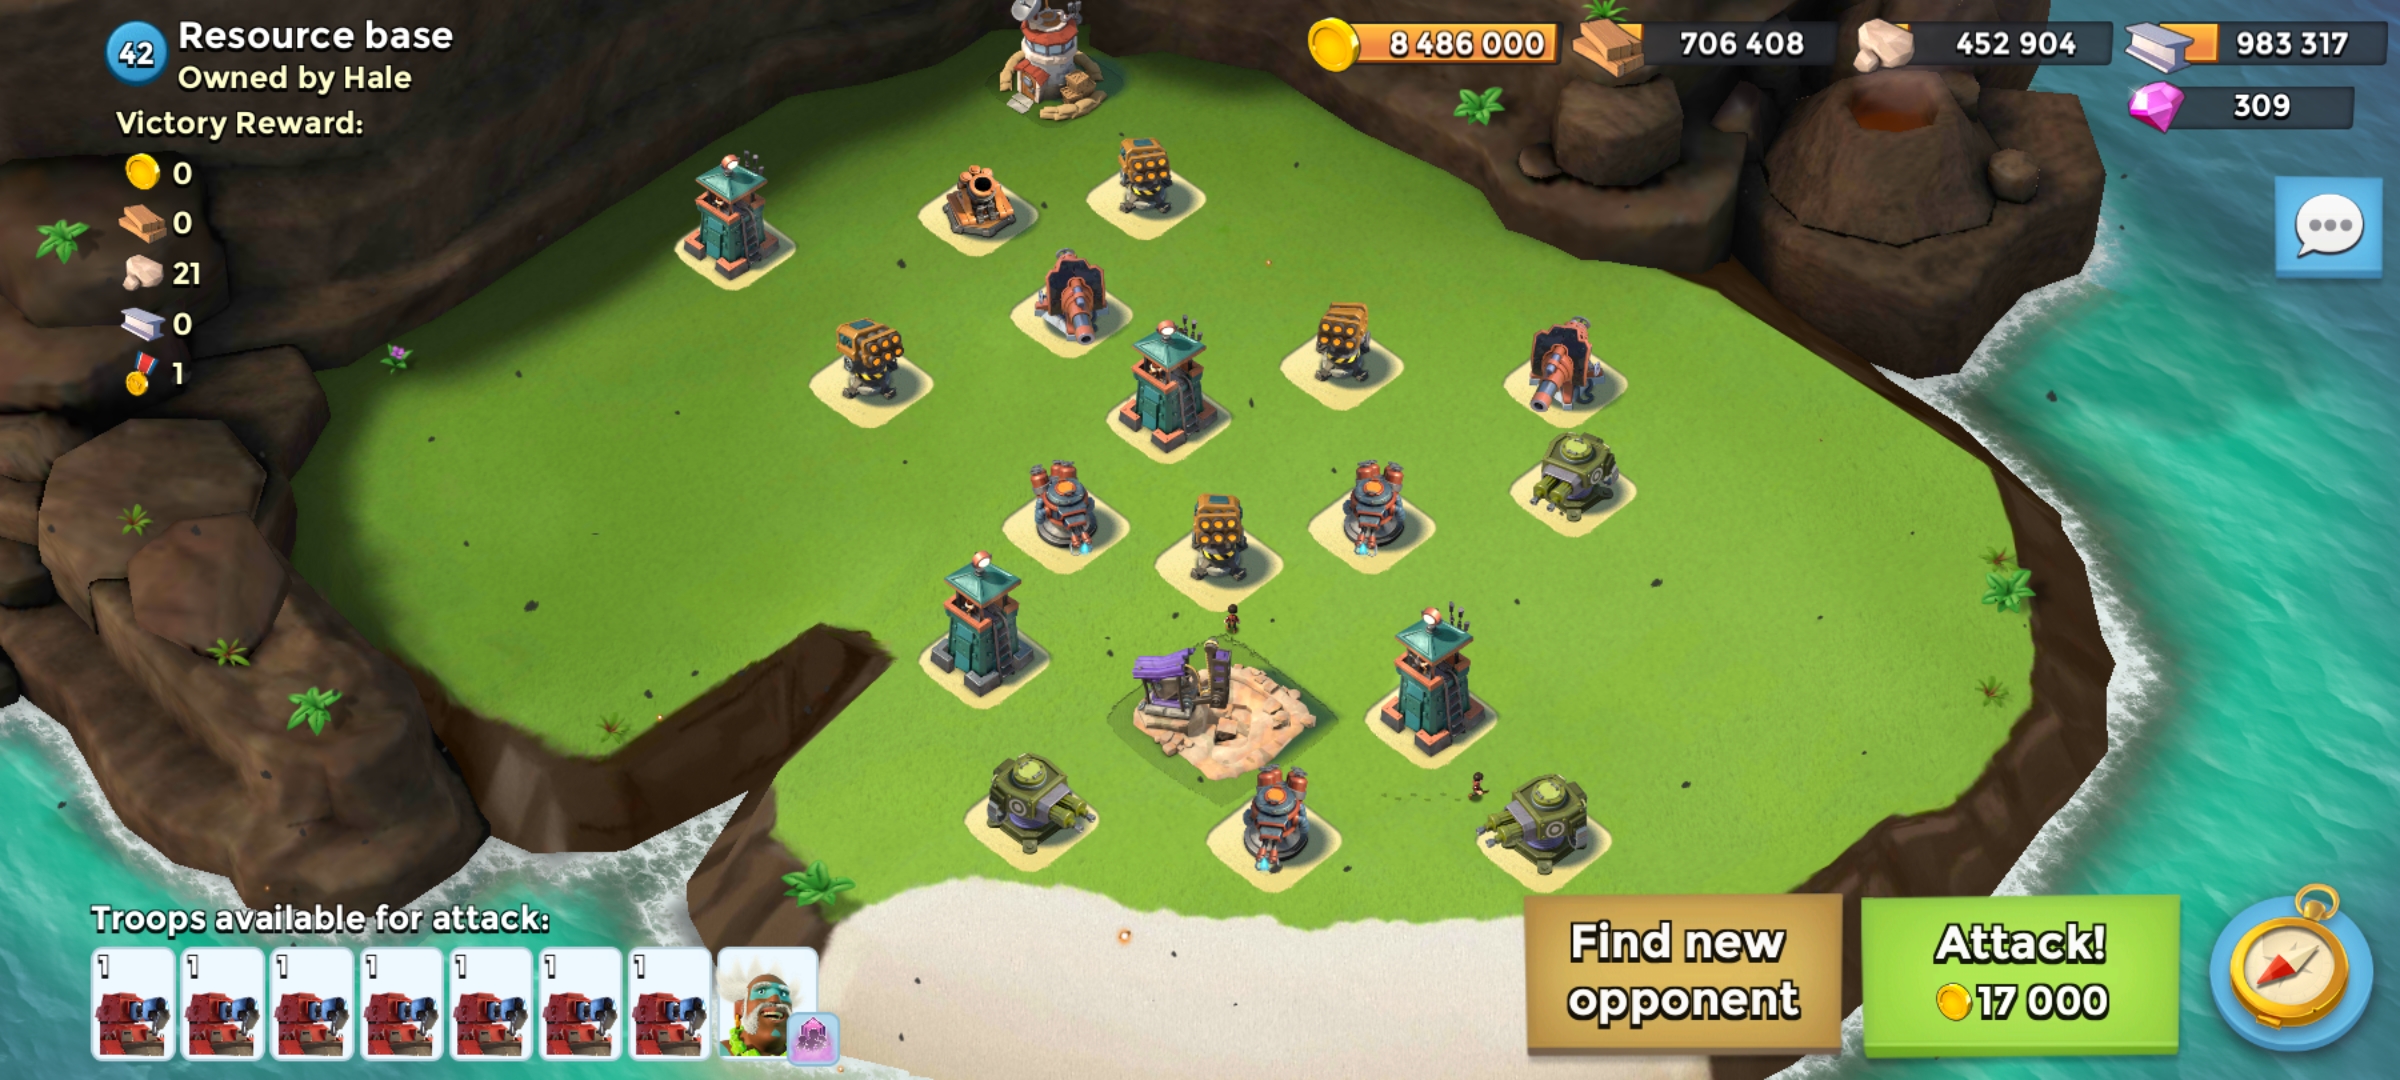 42
Resource base
Owned by Hale
Victory Reward:
0
0
21
0
1
8 486 000
706 408
452 904
983 317
309
Troops available for attack:
1 1 1 1 1 1 1
Find new
opponent
Attack!
17 000